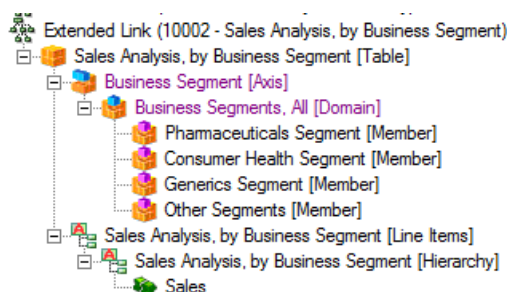 Extended Link (10002 - Sales Analysis, by Business Segment)
Sales Analysis, by Business Segment [Table]
Business Segment [Axis]
Business Segments, All [Domain]
Pharmaceuticals Segment [Member]
Consumer Health Segment [Member]
Generics Segment [Member]
Other Segments [Member]
Sales Analysis, by Business Segment [Line Items]
Sales Analysis, by Business Segment [Hierarchy]
Sales